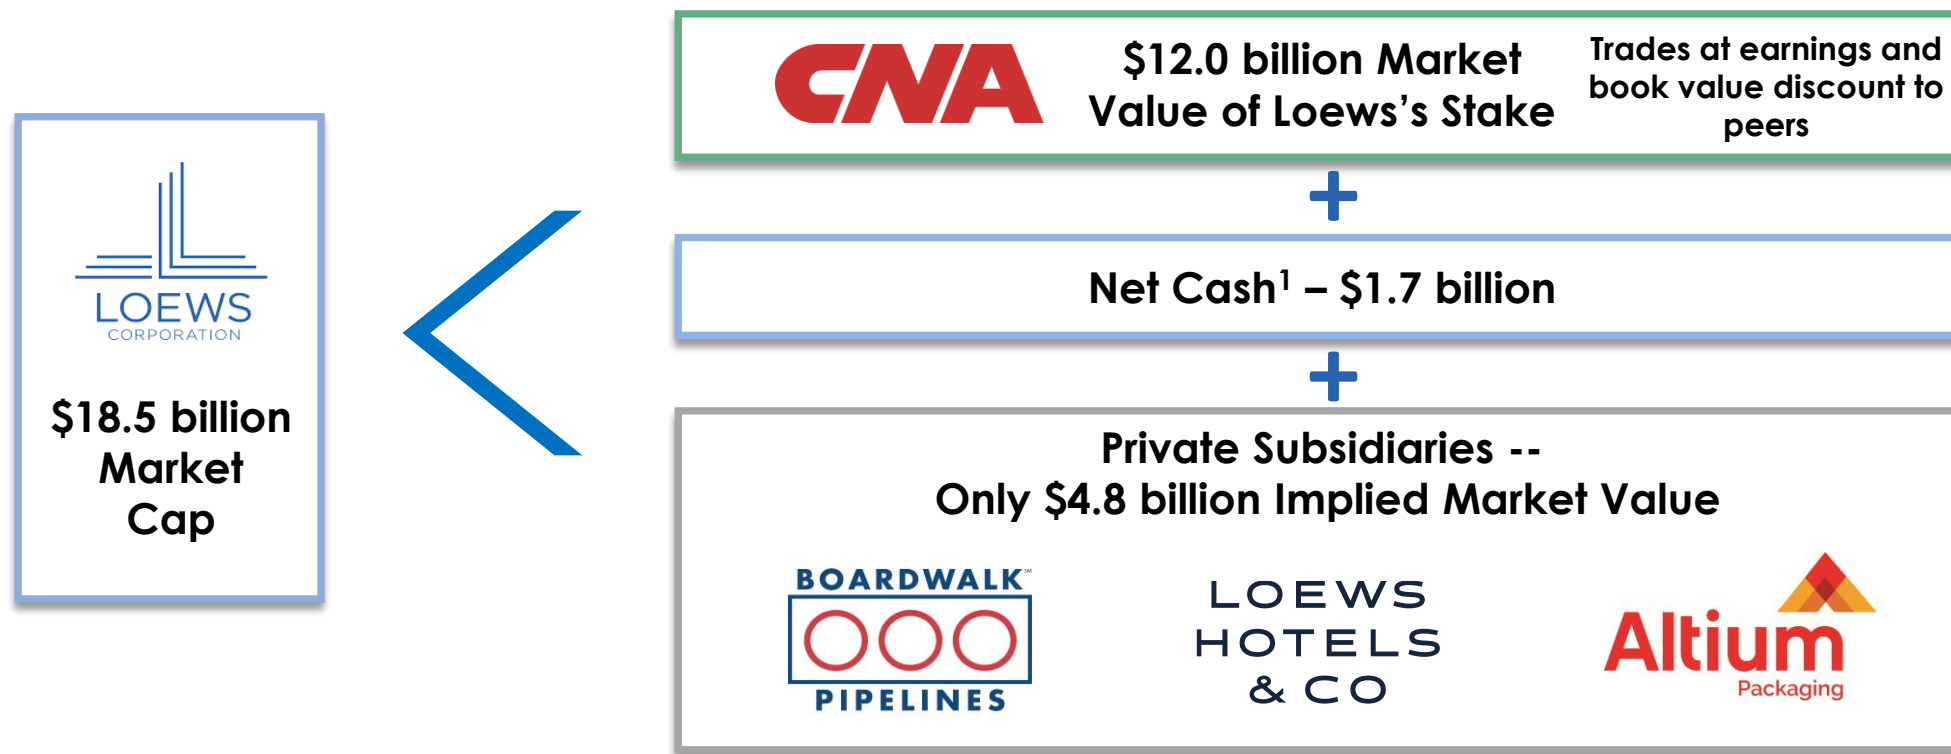 LOEWS
CORPORATION
$18.5 billion
Market
Cap
CNA
$12.0 billion Market
Value of Loews's Stake
Trades at earnings and
book value discount to
peers
+
Net Cash¹ – $1.7 billion
+
Private Subsidiaries --
Only $4.8 billion Implied Market Value
BOARDWALK℠
PIPELINES
LOEWS
HOTELS
& CO
Altium
Packaging